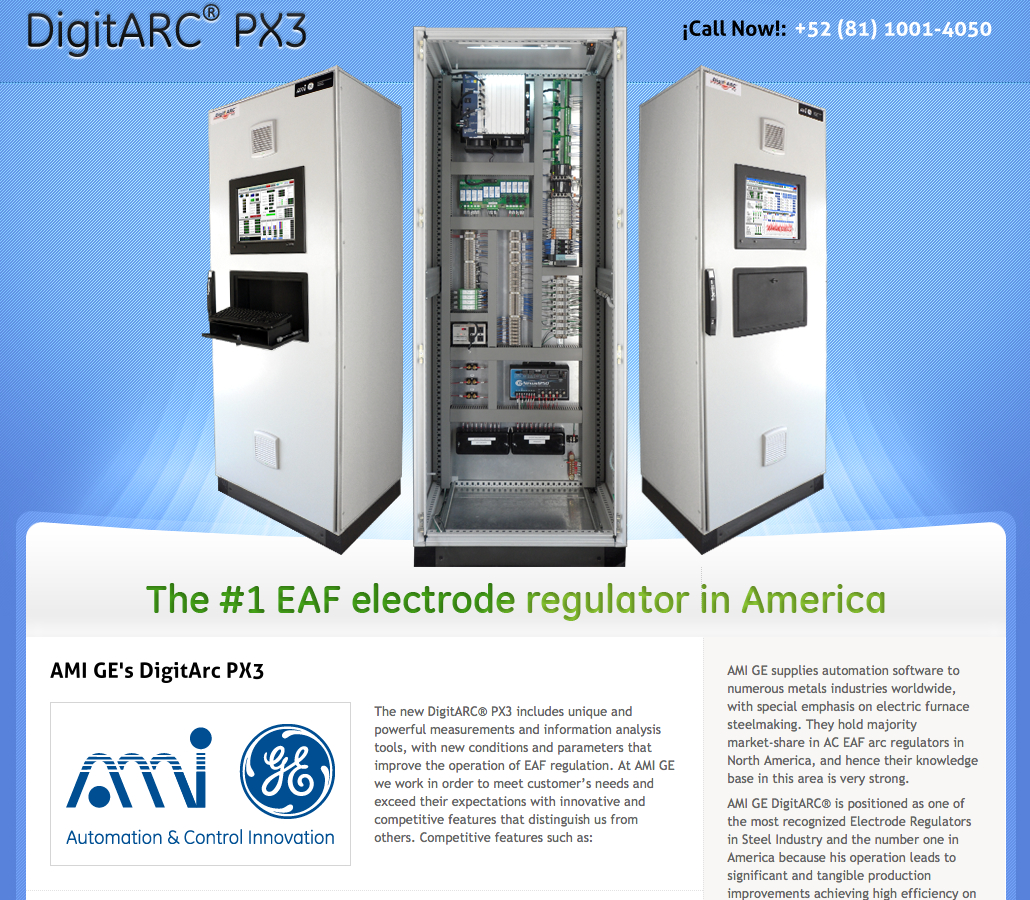 DigitARC® PX3
¡Call Now!: +52 (81) 1001-4050
The #1 EAF electrode regulator in America
AMI GE's DigitArc PX3
AMI
GE
Automation & Control Innovation
The new DigitARC® PX3 includes unique and
powerful measurements and information analysis
tools, with new conditions and parameters that
improve the operation of EAF regulation. At AMI GE
we work in order to meet customer’s needs and
exceed their expectations with innovative and
competitive features that distinguish us from
others. Competitive features such as:
AMI GE supplies automation software to
numerous metals industries worldwide,
with special emphasis on electric furnace
steelmaking. They hold majority
market-share in AC EAF arc regulators in
North America, and hence their knowledge
base in this area is very strong.
AMI GE DigitARC® is positioned as one of
the most recognized Electrode Regulators
in Steel Industry and the number one in
America because his operation leads to
significant and tangible production
improvements achieving high efficiency on